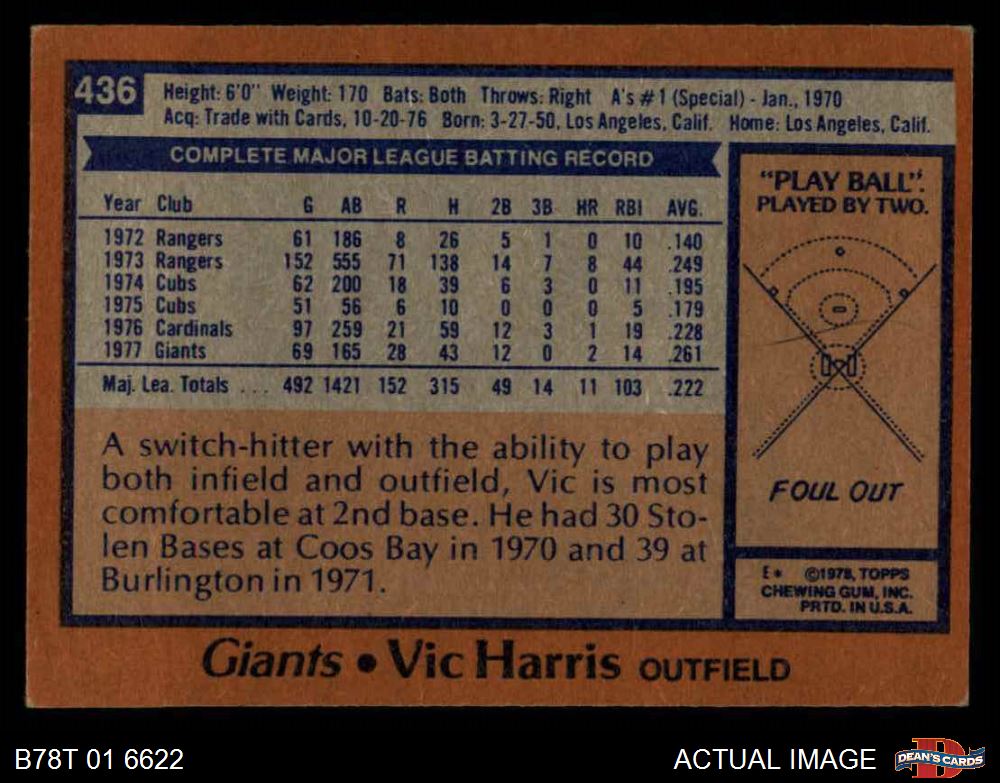 436
Height: 6'0" Weight: 170 Bats: Both Throws: Right A's #1 (Special) - Jan., 1970
Acq: Trade with Cards, 10-20-76 Born: 3-27-50, Los Angeles, Calif. Home: Los Angeles, Calif.
COMPLETE MAJOR LEAGUE BATTING RECORD
Year Club G AB R H 2B 3B HR RBI AVG.
1972 Rangers 61 186 8 26 5 1 0 10 .140
1973 Rangers 152 555 71 138 14 7 8 44 .249
1974 Cubs 62 200 18 39 6 3 0 11 .195
1975 Cubs 51 56 6 10 0 0 0 5 .179
1976 Cardinals 97 259 21 59 12 3 1 19 .228
1977 Giants 69 165 28 43 12 0 2 14 .261
Maj. Lea. Totals ... 492 1421 152 315 49 14 11 103 .222
A switch-hitter with the ability to play
both infield and outfield, Vic is most
comfortable at 2nd base. He had 30 Sto-
len Bases at Coos Bay in 1970 and 39 at
Burlington in 1971.
"PLAY BALL".
PLAYED BY TWO.
FOUL OUT
E* ©1978, TOPPS
CHEWING GUM, INC.
PRTD. IN U.S.A.
Giants • Vic Harris OUTFIELD
B78T 01 6622
ACTUAL IMAGE
D
DEAN'S CARDS